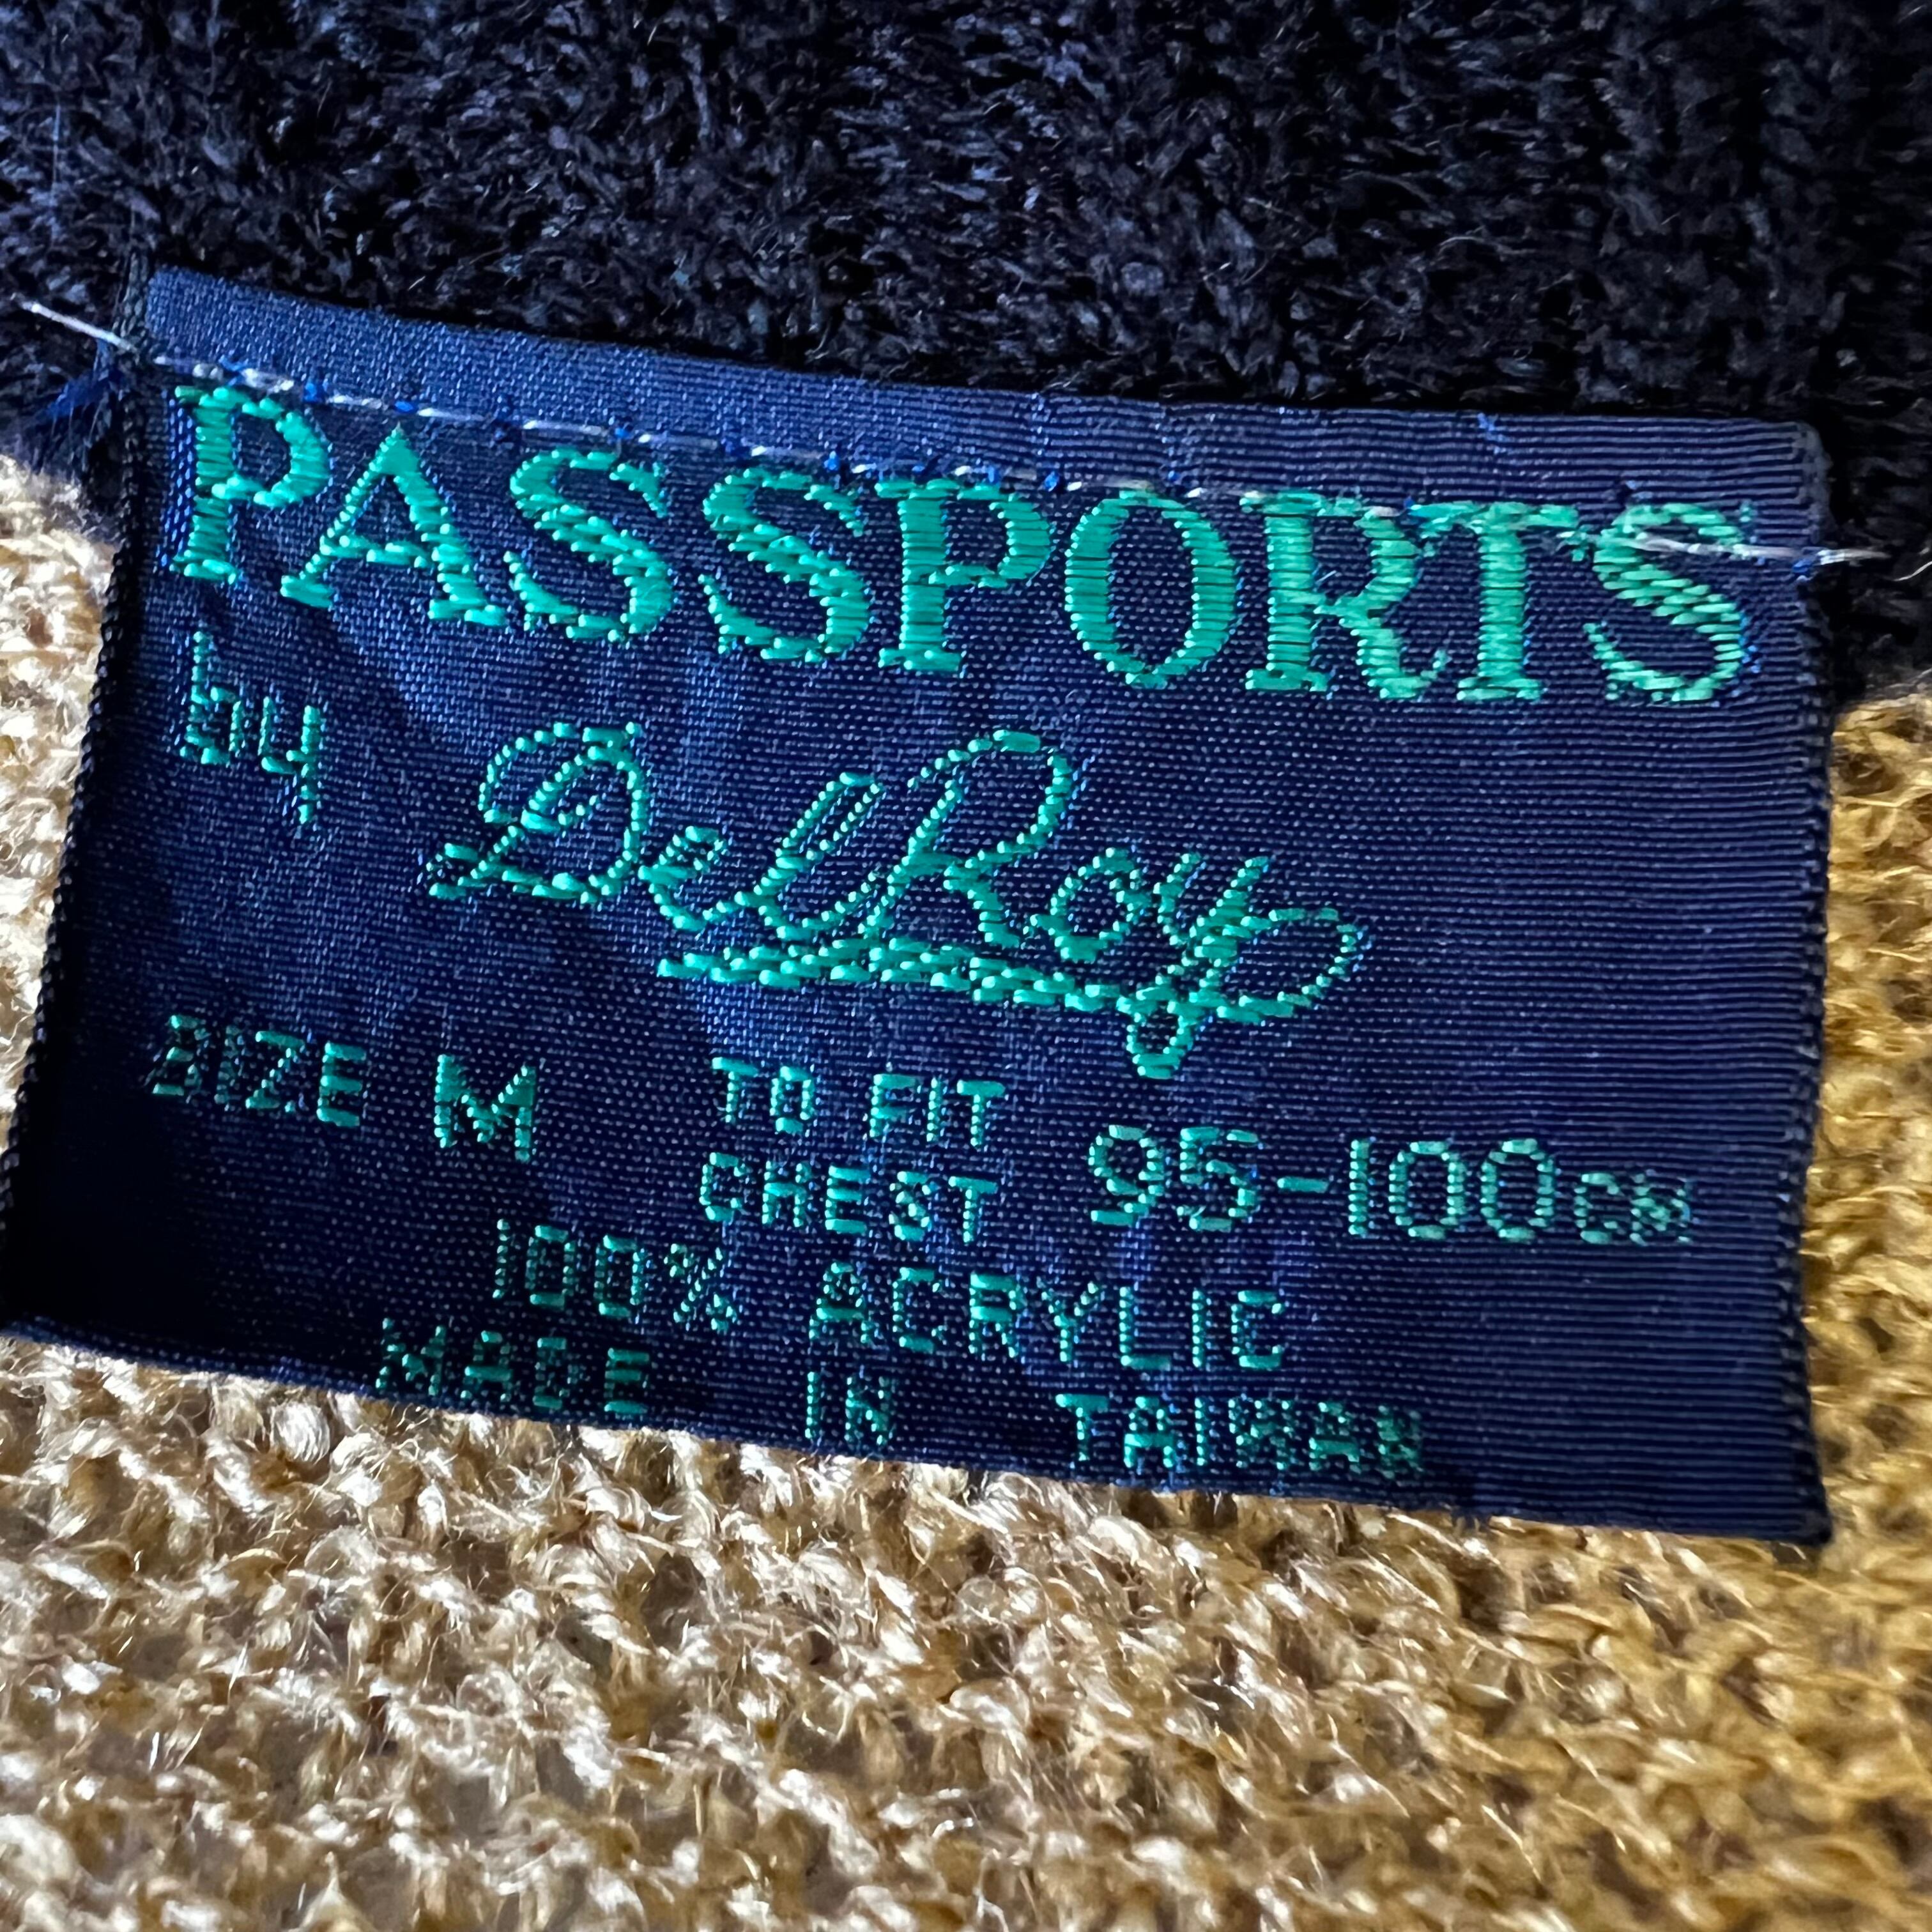 PASSPORTS
by DelRoy
SIZE M TO FIT CHEST 95-100CM
100% ACRYLIC
MADE IN TAIWAN